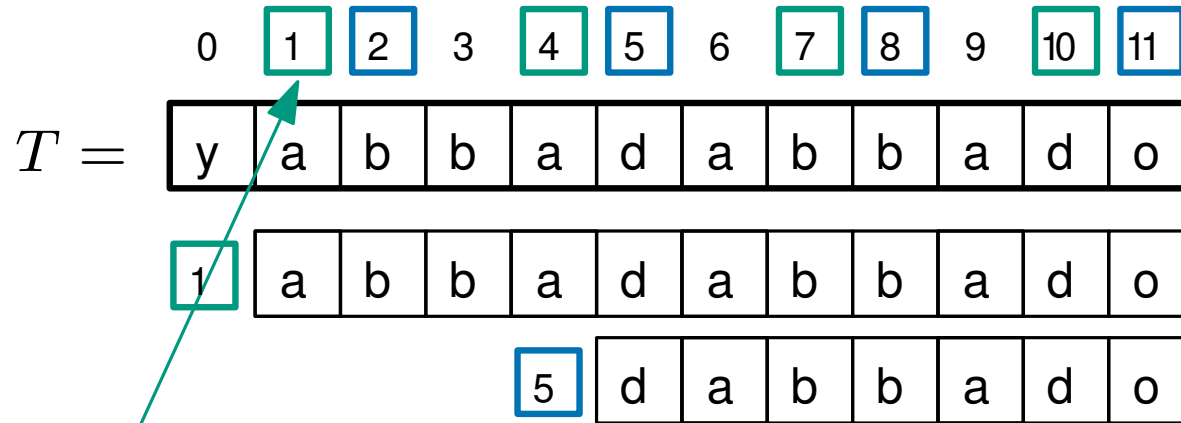 0 1 2 3 4 5 6 7 8 9 10 11
T = y a b b a d a b b a d o
1 a b b a d a b b a d o
5 d a b b a d o